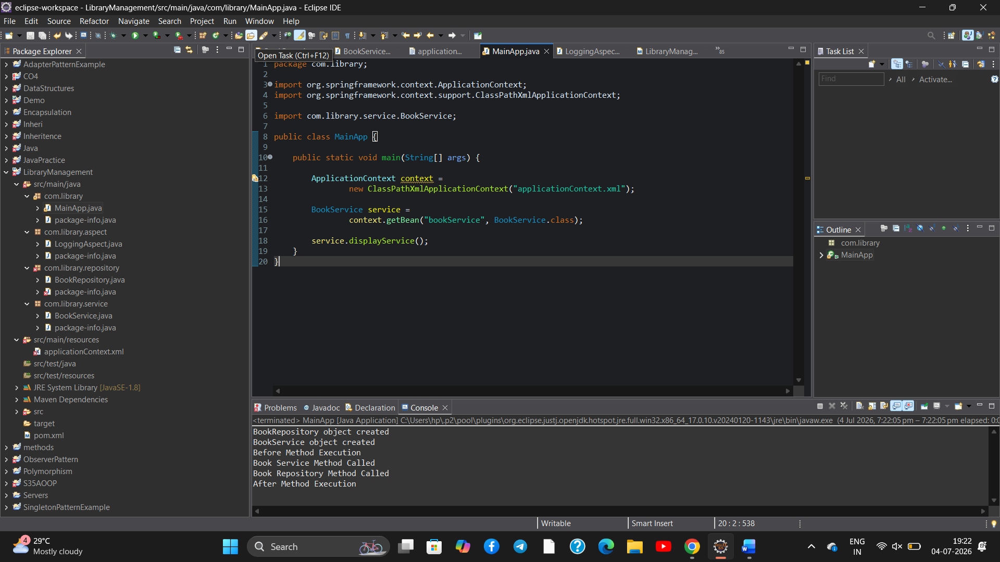 eclipse-workspace - LibraryManagement/src/main/java/com/library/MainApp.java - Eclipse IDE
File Edit Source Refactor Navigate Search Project Run Window Help
Package Explorer
AdapterPatternExample
CO4
DataStructures
Demo
Encapsulation
Inheri
Inheritence
Java
JavaPractice
LibraryManagement
src/main/java
com.library
MainApp.java
package-info.java
com.library.aspect
LoggingAspect.java
package-info.java
com.library.repository
BookRepository.java
package-info.java
com.library.service
BookService.java
package-info.java
src/main/resources
applicationContext.xml
src/test/java
src/test/resources
JRE System Library [JavaSE-1.8]
Maven Dependencies
src
target
pom.xml
methods
ObserverPattern
Polymorphism
S35AOOP
Servers
SingletonPatternExample
Open Task (Ctrl+F12)
BookService... application... MainApp.java LoggingAspec... LibraryManag... »85
1 package com.library;
2
3 import org.springframework.context.ApplicationContext;
4 import org.springframework.context.support.ClassPathXmlApplicationContext;
5
6 import com.library.service.BookService;
7
8 public class MainApp {
9
10 public static void main(String[] args) {
11
12 ApplicationContext context =
13 new ClassPathXmlApplicationContext("applicationContext.xml");
14
15 BookService service =
16 context.getBean("bookService", BookService.class);
17
18 service.displayService();
19 }
20 }
Task List
Find All Activate...
Outline
com.library
MainApp
Problems Javadoc Declaration Console
<terminated> MainApp [Java Application] C:\Users\hp\.p2\pool\plugins\org.eclipse.justj.openjdk.hotspot.jre.full.win32.x86_64_17.0.10.v20240120-1143\jre\bin\javaw.exe (4 Jul 2026, 7:22:05 pm – 7:22:05 pm elapsed: 0:0
BookRepository object created
BookService object created
Before Method Execution
Book Service Method Called
Book Repository Method Called
After Method Execution
Writable Smart Insert 20 : 2 : 538
4
29°C
Mostly cloudy
Search
ENG
IN
19:22
04-07-2026